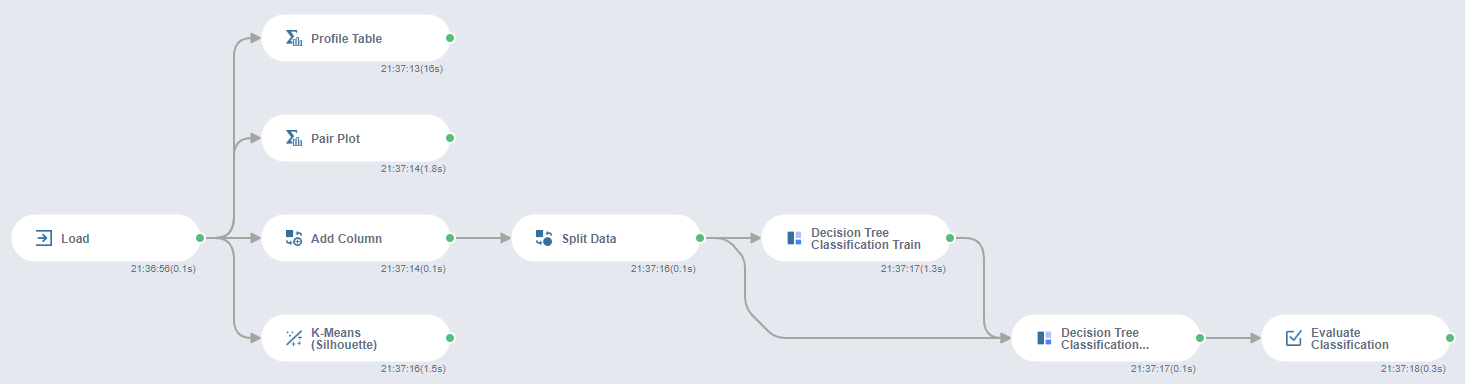 Profile Table
21:37:13(16s)
Pair Plot
21:37:14(1.8s)
Load
21:36:56(0.1s)
Add Column
21:37:14(0.1s)
Split Data
21:37:16(0.1s)
Decision Tree
Classification Train
21:37:17(1.3s)
K-Means
(Silhouette)
21:37:16(1.5s)
Decision Tree
Classification...
21:37:17(0.1s)
Evaluate
Classification
21:37:18(0.3s)